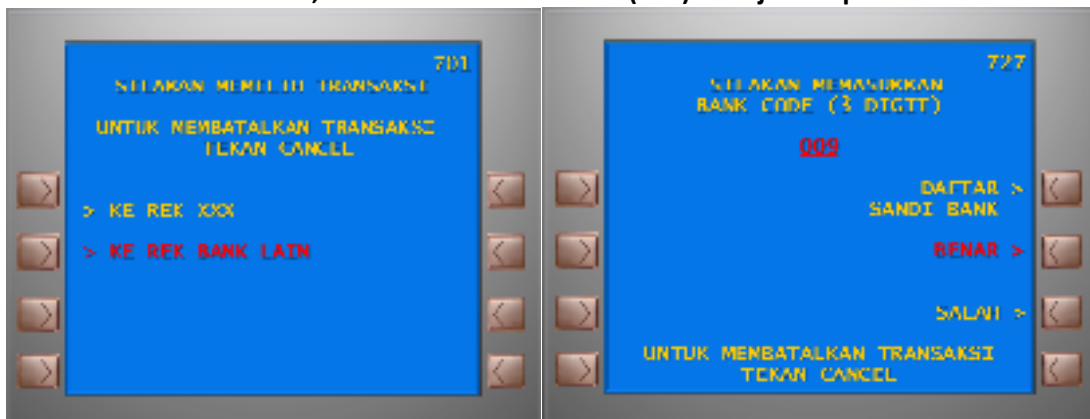 701
SILAKAN MEMILIH TRANSAKSI
UNTUK MEMBATALKAN TRANSAKSI
TEKAN CANCEL
> KE REK XXX
> KE REK BANK LAIN
727
SILAKAN MEMASUKKAN
BANK CODE (3 DIGIT)
009
DAFTAR >
SANDI BANK
BENAR >
SALAH >
UNTUK MEMBATALKAN TRANSAKSI
TEKAN CANCEL